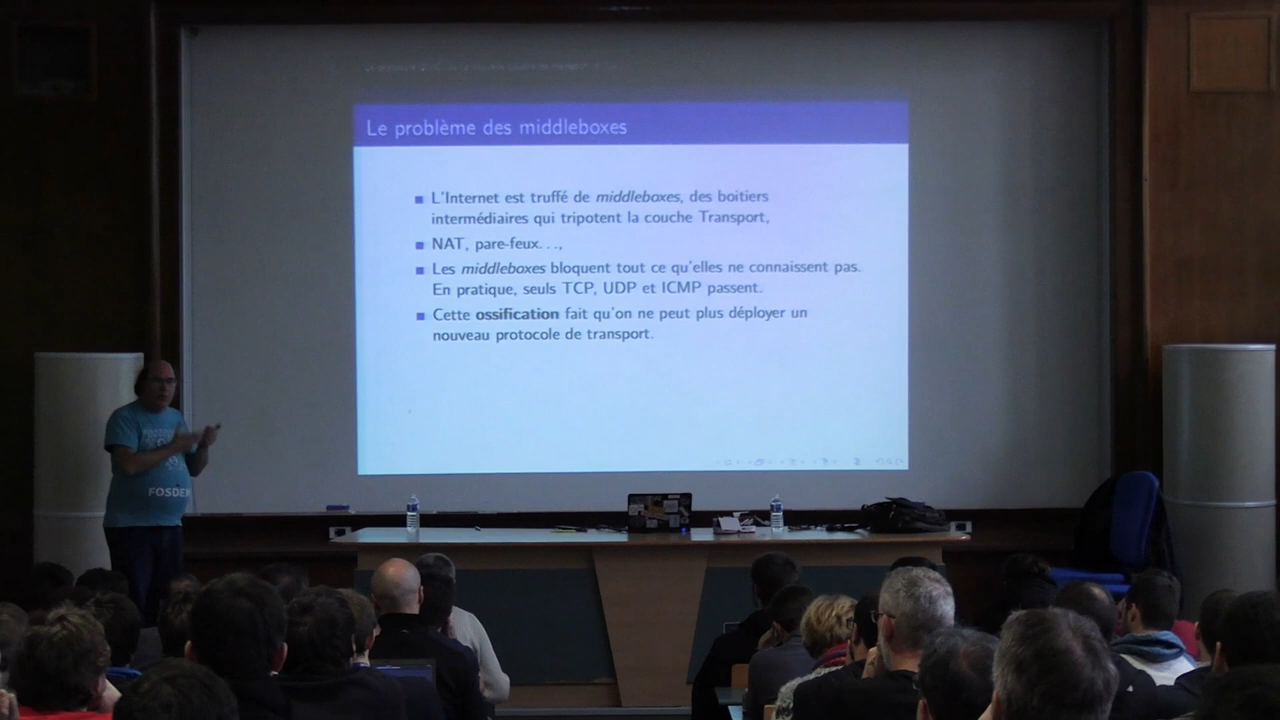 Le problème des middleboxes
L'Internet est truffé de middleboxes, des boitiers
intermédiaires qui tripotent la couche Transport,
NAT, pare-feux. . .,
Les middleboxes bloquent tout ce qu'elles ne connaissent pas.
En pratique, seuls TCP, UDP et ICMP passent.
Cette ossification fait qu'on ne peut plus déployer un
nouveau protocole de transport.
FOSDEM